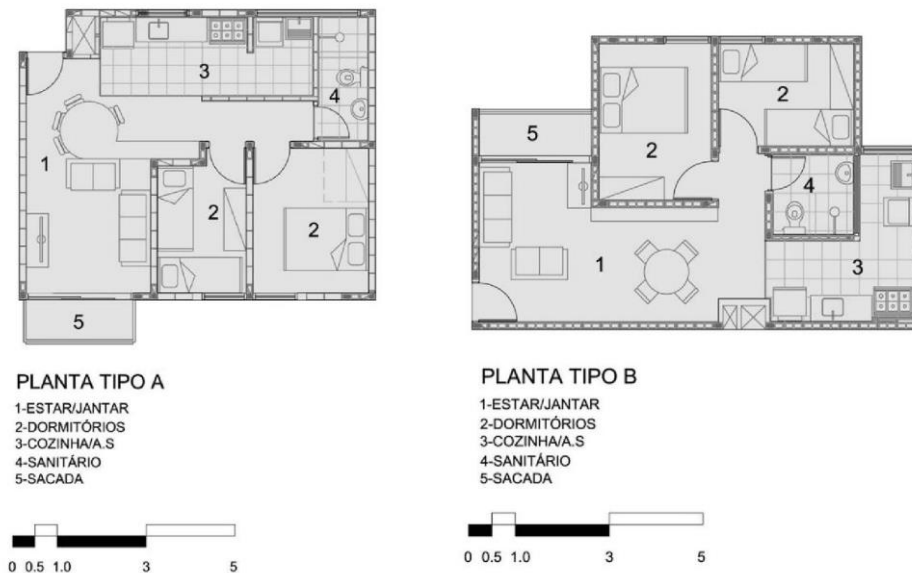 3
4
1
2
2
5
PLANTA TIPO A
1-ESTAR/JANTAR
2-DORMITÓRIOS
3-COZINHA/A.S
4-SANITÁRIO
5-SACADA
0 0.5 1.0 3 5
2
5
2
4
1
3
PLANTA TIPO B
1-ESTAR/JANTAR
2-DORMITÓRIOS
3-COZINHA/A.S
4-SANITÁRIO
5-SACADA
0 0.5 1.0 3 5